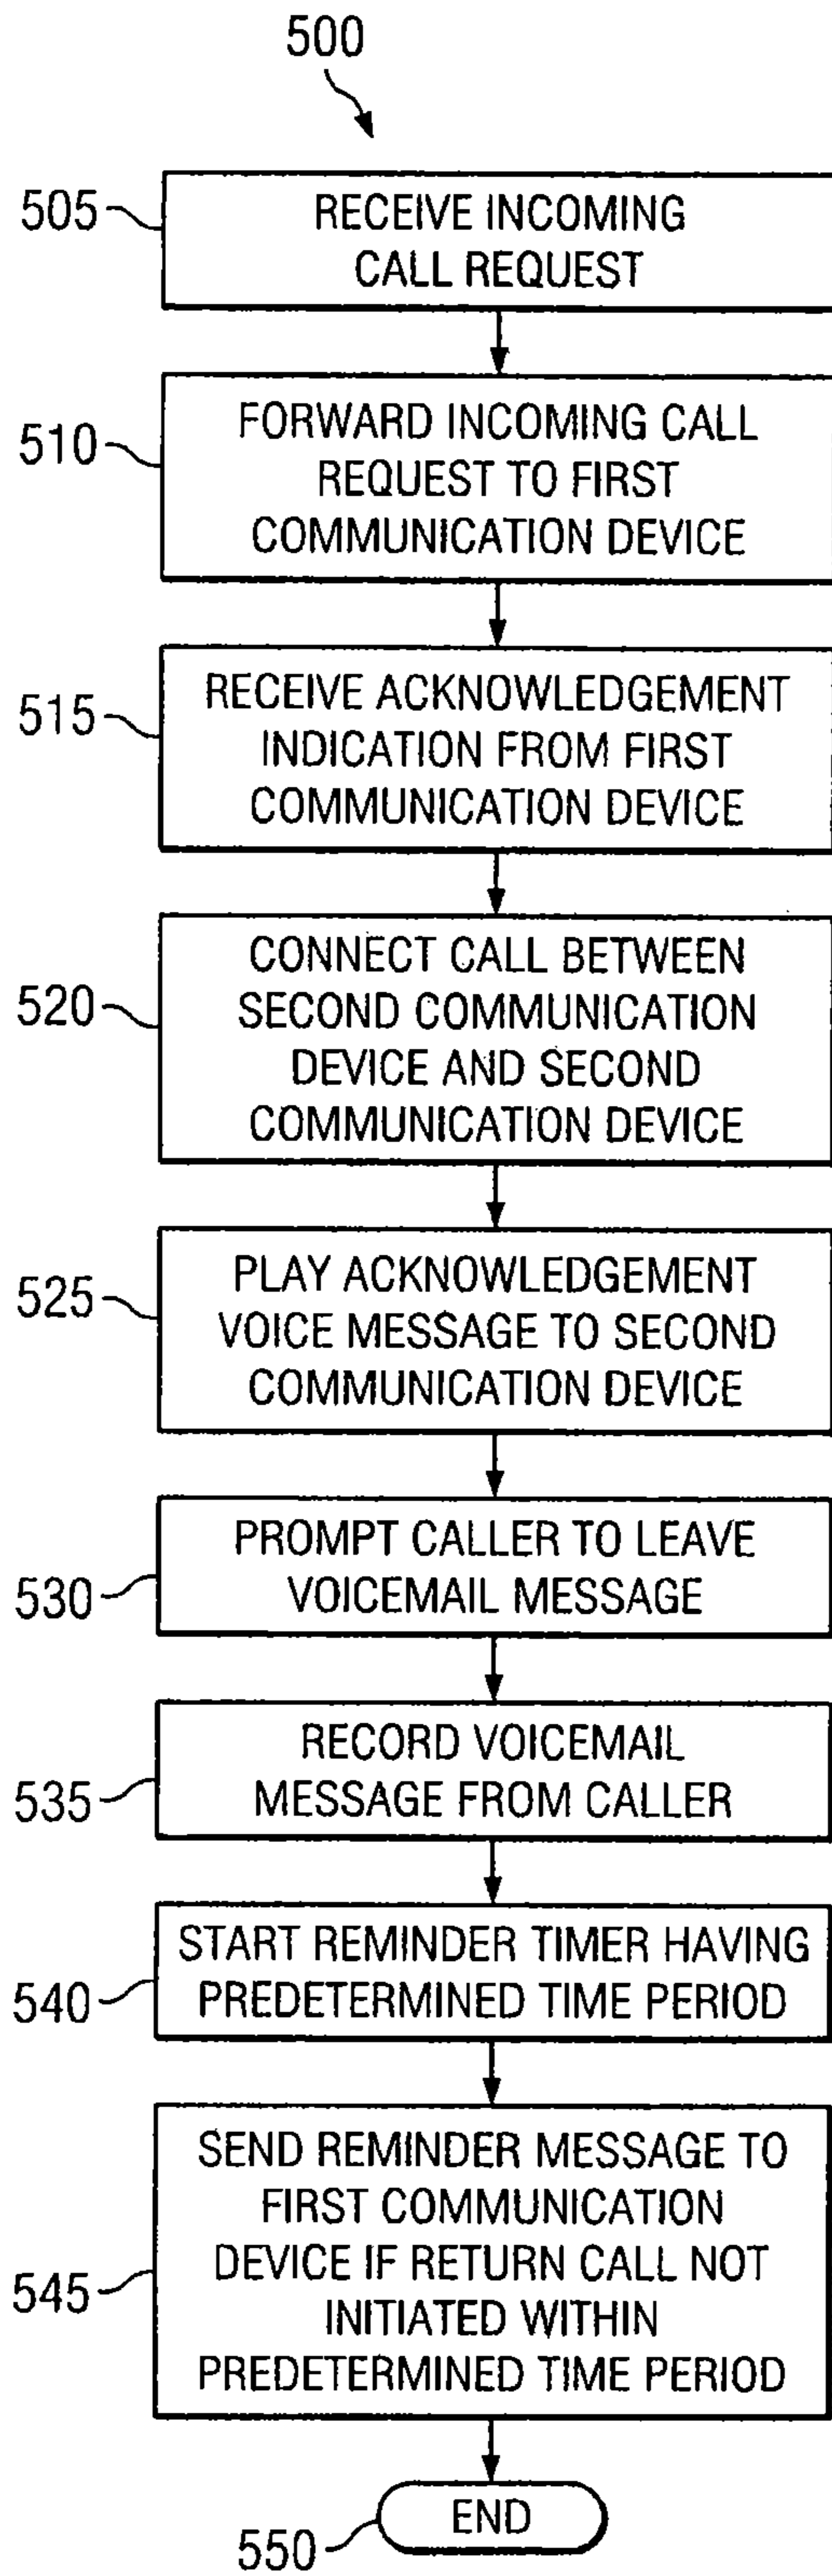 500
505
RECEIVE INCOMING
CALL REQUEST
510
FORWARD INCOMING CALL
REQUEST TO FIRST
COMMUNICATION DEVICE
515
RECEIVE ACKNOWLEDGEMENT
INDICATION FROM FIRST
COMMUNICATION DEVICE
520
CONNECT CALL BETWEEN
SECOND COMMUNICATION
DEVICE AND SECOND
COMMUNICATION DEVICE
525
PLAY ACKNOWLEDGEMENT
VOICE MESSAGE TO SECOND
COMMUNICATION DEVICE
530
PROMPT CALLER TO LEAVE
VOICEMAIL MESSAGE
535
RECORD VOICEMAIL
MESSAGE FROM CALLER
540
START REMINDER TIMER HAVING
PREDETERMINED TIME PERIOD
545
SEND REMINDER MESSAGE TO
FIRST COMMUNICATION
DEVICE IF RETURN CALL NOT
INITIATED WITHIN
PREDETERMINED TIME PERIOD
550
END